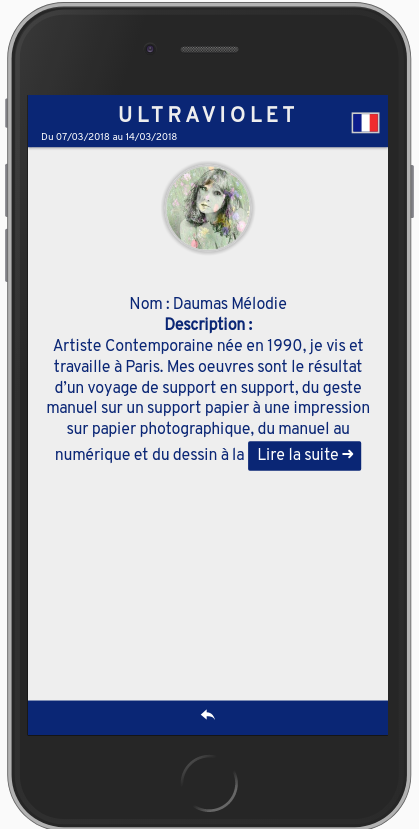 ULTRAVIOLET
Du 07/03/2018 au 14/03/2018
Nom : Daumas Mélodie
Description :
Artiste Contemporaine née en 1990, je vis et
travaille à Paris. Mes oeuvres sont le résultat
d'un voyage de support en support, du geste
manuel sur un support papier à une impression
sur papier photographique, du manuel au
numérique et du dessin à la Lire la suite →